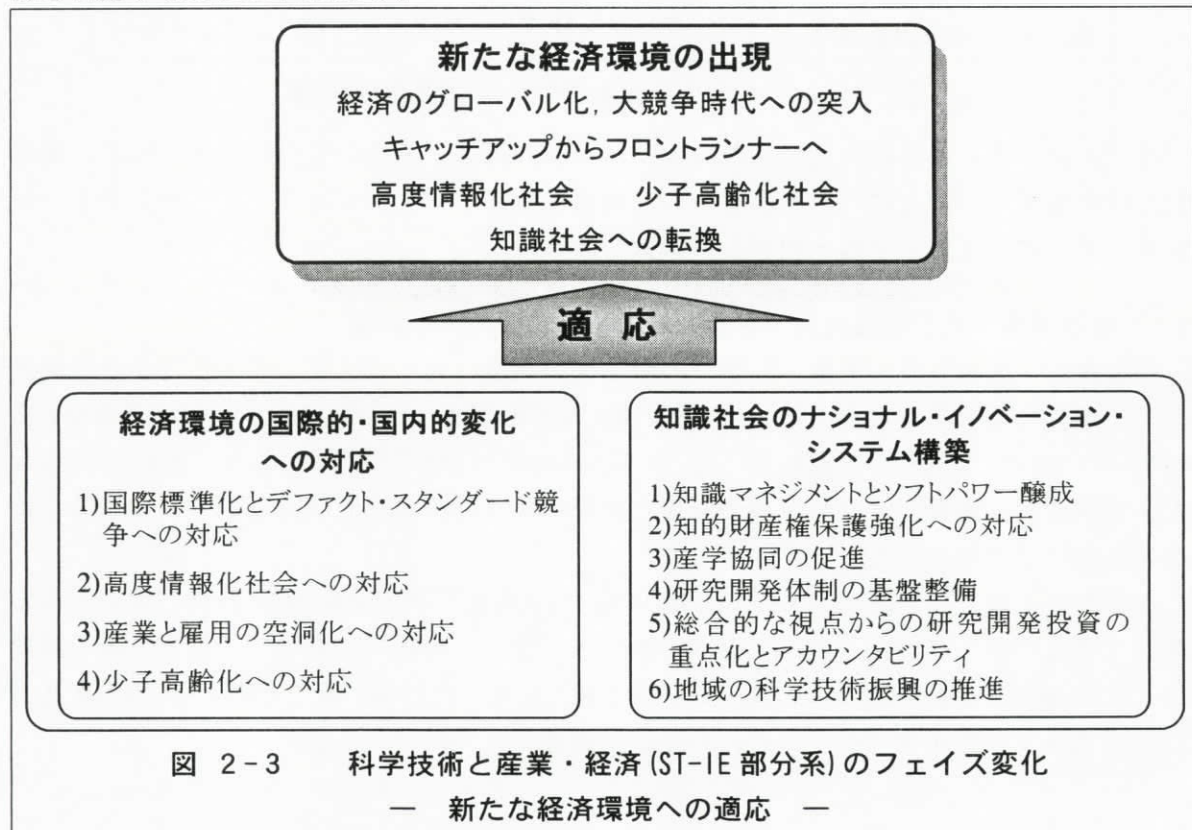 新たな経済環境の出現
経済のグローバル化，大競争時代への突入
キャッチアップからフロントランナーへ
高度情報化社会　　少子高齢化社会
知識社会への転換
適 応
経済環境の国際的・国内的変化
への対応
1)国際標準化とデファクト・スタンダード競
争への対応
2)高度情報化社会への対応
3)産業と雇用の空洞化への対応
4)少子高齢化への対応
知識社会のナショナル・イノベーション・
システム構築
1)知識マネジメントとソフトパワー醸成
2)知的財産権保護強化への対応
3)産学協同の促進
4)研究開発体制の基盤整備
5)総合的な視点からの研究開発投資の
重点化とアカウンタビリティ
6)地域の科学技術振興の推進
図 2-3　　科学技術と産業・経済(ST-IE 部分系)のフェイズ変化
― 新たな経済環境への適応 ―